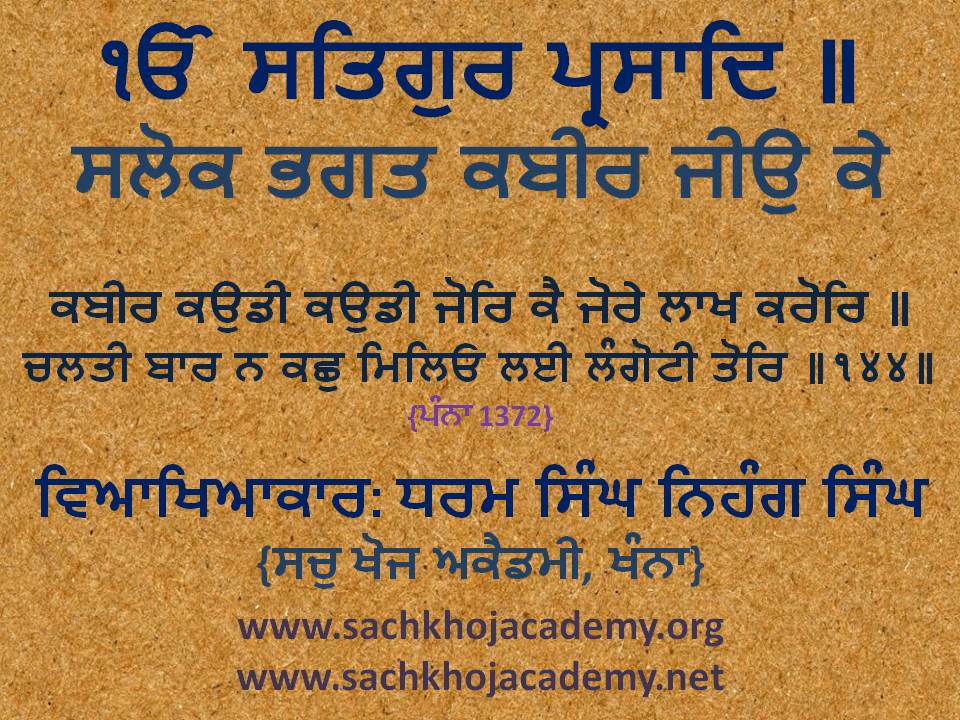 ੴ ਸਤਿਗੁਰ ਪ੍ਰਸਾਦਿ ॥
ਸਲੋਕ ਭਗਤ ਕਬੀਰ ਜੀਉ ਕੇ
ਕਬੀਰ ਕਉਡੀ ਕਉਡੀ ਜੋਰਿ ਕੈ ਜੋਰੇ ਲਾਖ ਕਰੋਰਿ ॥
ਚਲਤੀ ਬਾਰ ਨ ਕਛੁ ਮਿਲਿਓ ਲਈ ਲੰਗੋਟੀ ਤੋਰਿ ॥੧੪੪॥
{ਪੰਨਾ 1372}
ਵਿਆਖਿਆਕਾਰ: ਧਰਮ ਸਿੰਘ ਨਿਹੰਗ ਸਿੰਘ
{ਸਚੁ ਖੋਜ ਅਕੈਡਮੀ, ਖੰਨਾ}
www.sachkhojacademy.org
www.sachkhojacademy.net